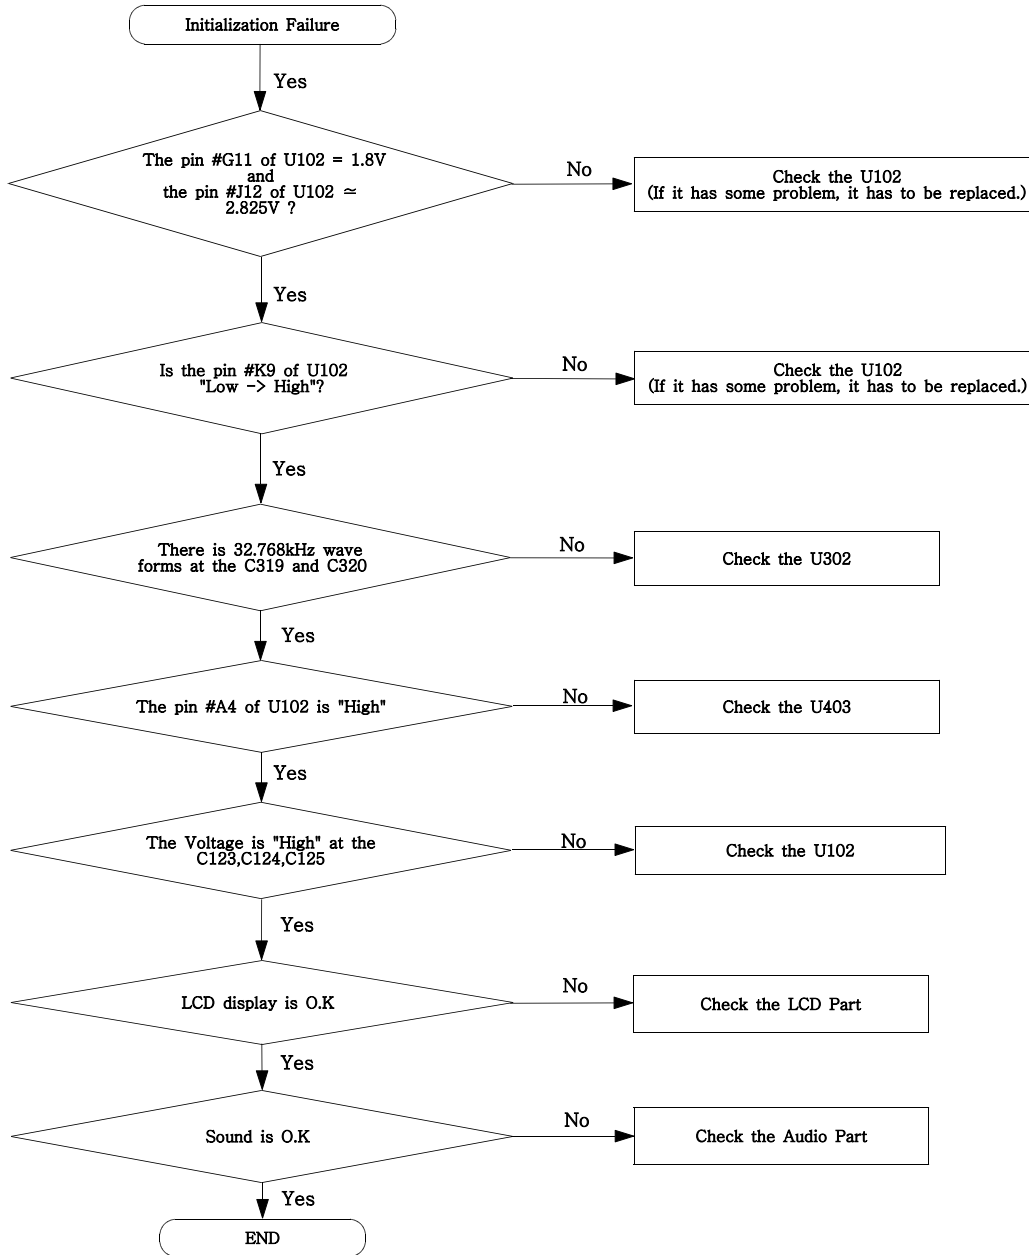 Initialization Failure
Yes
The pin #G11 of U102 = 1.8V
and
the pin #J12 of U102 ≃
2.825V ?
No
Check the U102
(If it has some problem, it has to be replaced.)
Yes
Is the pin #K9 of U102
"Low -> High"?
No
Check the U102
(If it has some problem, it has to be replaced.)
Yes
There is 32.768kHz wave
forms at the C319 and C320
No
Check the U302
Yes
The pin #A4 of U102 is "High"
No
Check the U403
Yes
The Voltage is "High" at the
C123,C124,C125
No
Check the U102
Yes
LCD display is O.K
No
Check the LCD Part
Yes
Sound is O.K
No
Check the Audio Part
Yes
END